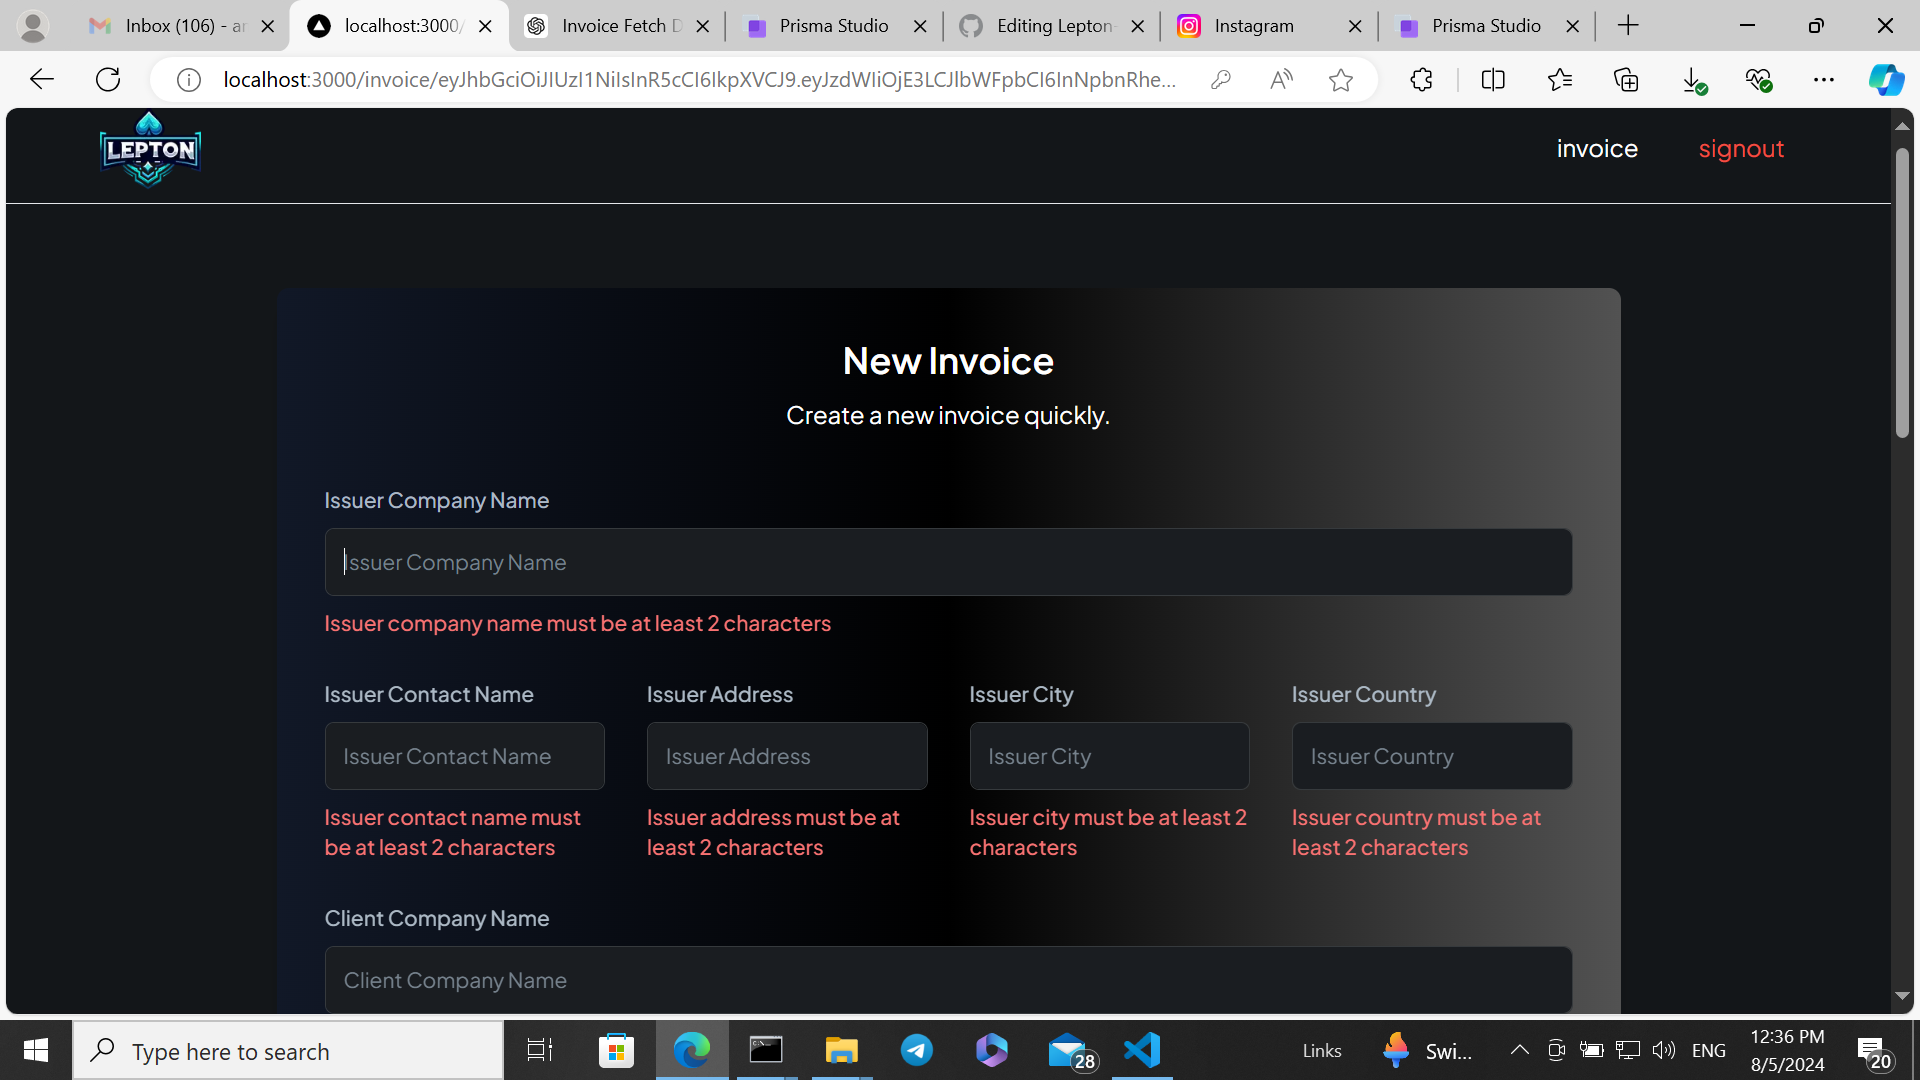 Inbox (106) - ar
localhost:3000/
Invoice Fetch D
Prisma Studio
Editing Lepton-
Instagram
Prisma Studio
localhost:3000/invoice/eyJhbGciOiJIUzI1NiIsInR5cCI6IkpXVCJ9.eyJzdWIiOjE3LCJlbWFpbCI6InNpbnRhe...
LEPTON
invoice
signout
New Invoice
Create a new invoice quickly.
Issuer Company Name
Issuer Company Name
Issuer company name must be at least 2 characters
Issuer Contact Name
Issuer Address
Issuer City
Issuer Country
Issuer Contact Name
Issuer Address
Issuer City
Issuer Country
Issuer contact name must
be at least 2 characters
Issuer address must be at
least 2 characters
Issuer city must be at least 2
characters
Issuer country must be at
least 2 characters
Client Company Name
Client Company Name
Type here to search
28
Links
Swi...
ENG
12:36 PM
8/5/2024
20